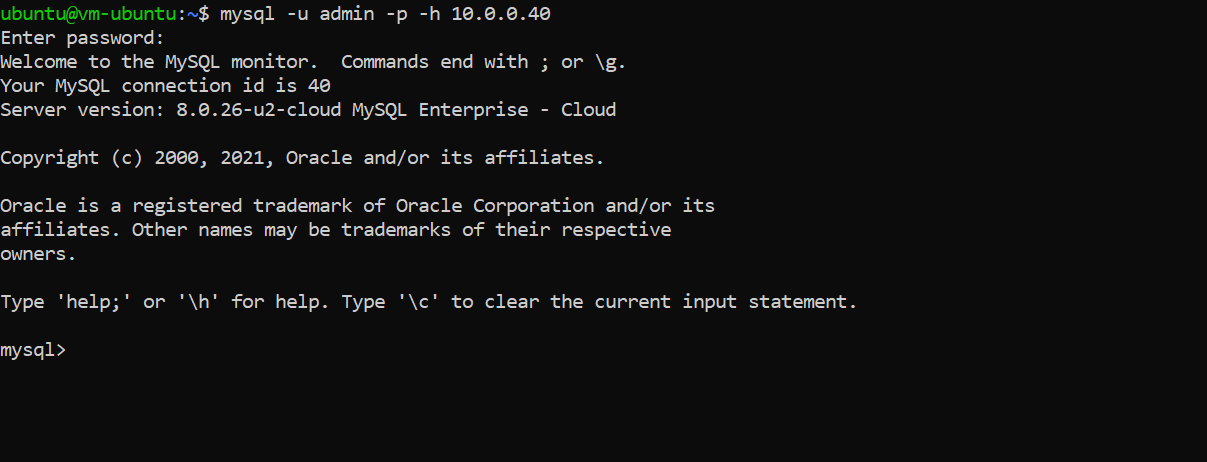 ubuntu@vm-ubuntu:~$ mysql -u admin -p -h 10.0.0.40
Enter password:
Welcome to the MySQL monitor.  Commands end with ; or \g.
Your MySQL connection id is 40
Server version: 8.0.26-u2-cloud MySQL Enterprise - Cloud

Copyright (c) 2000, 2021, Oracle and/or its affiliates.

Oracle is a registered trademark of Oracle Corporation and/or its
affiliates. Other names may be trademarks of their respective
owners.

Type 'help;' or '\h' for help. Type '\c' to clear the current input statement.

mysql>